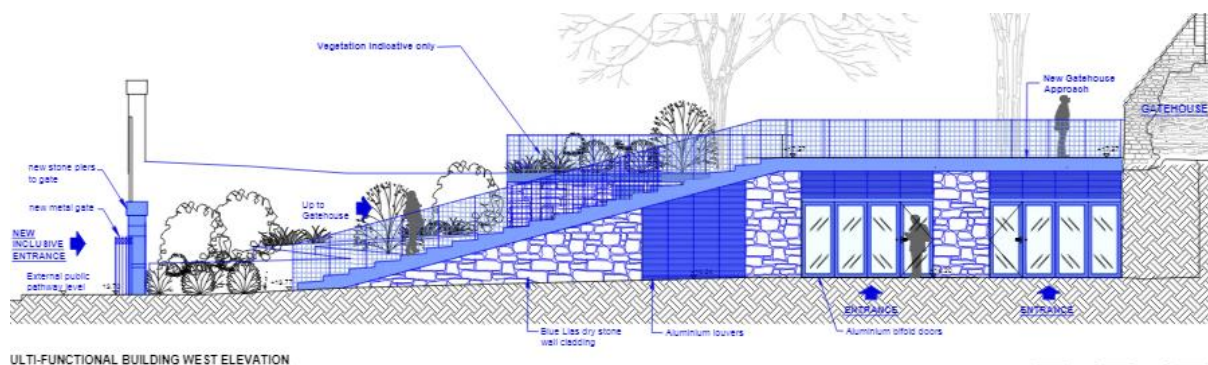 Vegetation indicative only
New Gatehouse
Approach
GATEHOUSE
new stone piers
to gate
new metal gate
Up to
Gatehouse
NEW
INCLUSIVE
ENTRANCE
External public
pathway level
ENTRANCE
ENTRANCE
Blue Lias dry stone
wall cladding
Aluminium louvers
Aluminium bifold doors
ULTI-FUNCTIONAL BUILDING WEST ELEVATION